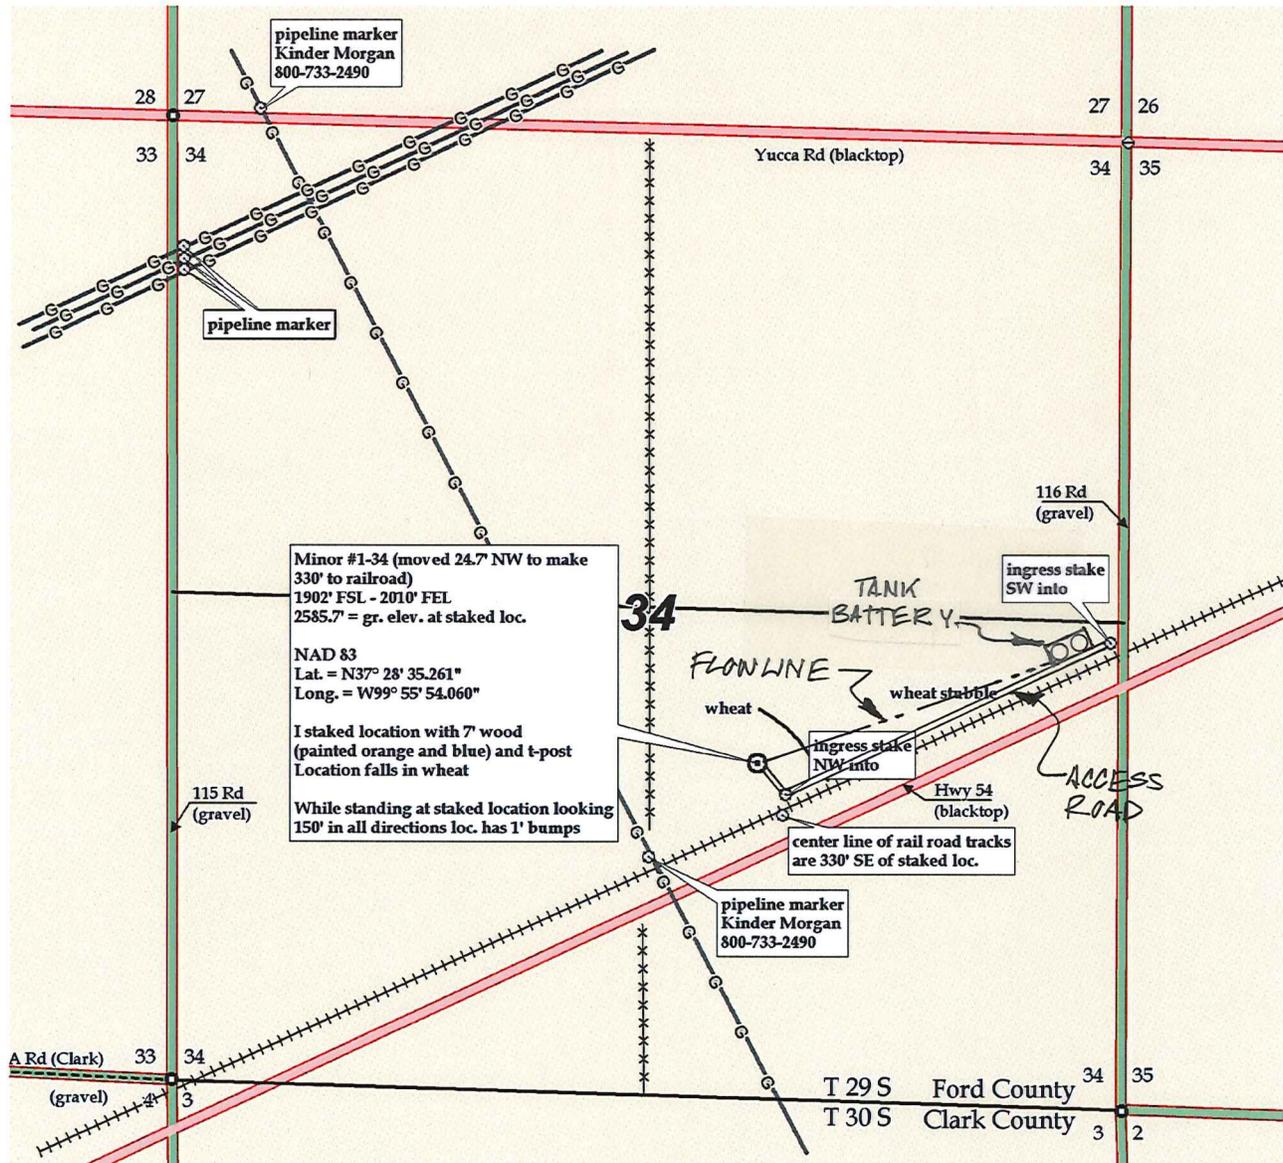 pipeline marker
Kinder Morgan
800-733-2490
28
27
33
34
27
26
34
35
Yucca Rd (blacktop)
G G G G G G G G
G G G G G G G G
G G G G G G G G
pipeline marker
116 Rd
(gravel)
Minor #1-34 (moved 24.7' NW to make
330' to railroad)
1902' FSL - 2010' FEL
2585.7' = gr. elev. at staked loc.
NAD 83
Lat. = N37° 28' 35.261"
Long. = W99° 55' 54.060"
I staked location with 7' wood
(painted orange and blue) and t-post
Location falls in wheat
While standing at staked location looking
150' in all directions loc. has 1' bumps
34
TANK
BATTERY
ingress stake
SW into
FLOWLINE
wheat stubble
wheat
ingress stake
NW into
ACCESS
ROAD
115 Rd
(gravel)
Hwy 54
(blacktop)
center line of rail road tracks
are 330' SE of staked loc.
pipeline marker
Kinder Morgan
800-733-2490
A Rd (Clark)
(gravel)
33
34
4
3
T 29 S Ford County
T 30 S Clark County
34
35
3
2